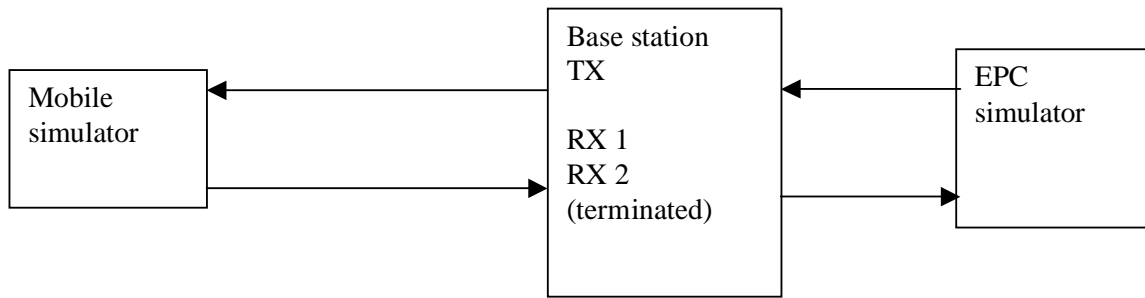 Mobile
simulator
Base station
TX
RX 1
RX 2
(terminated)
EPC
simulator